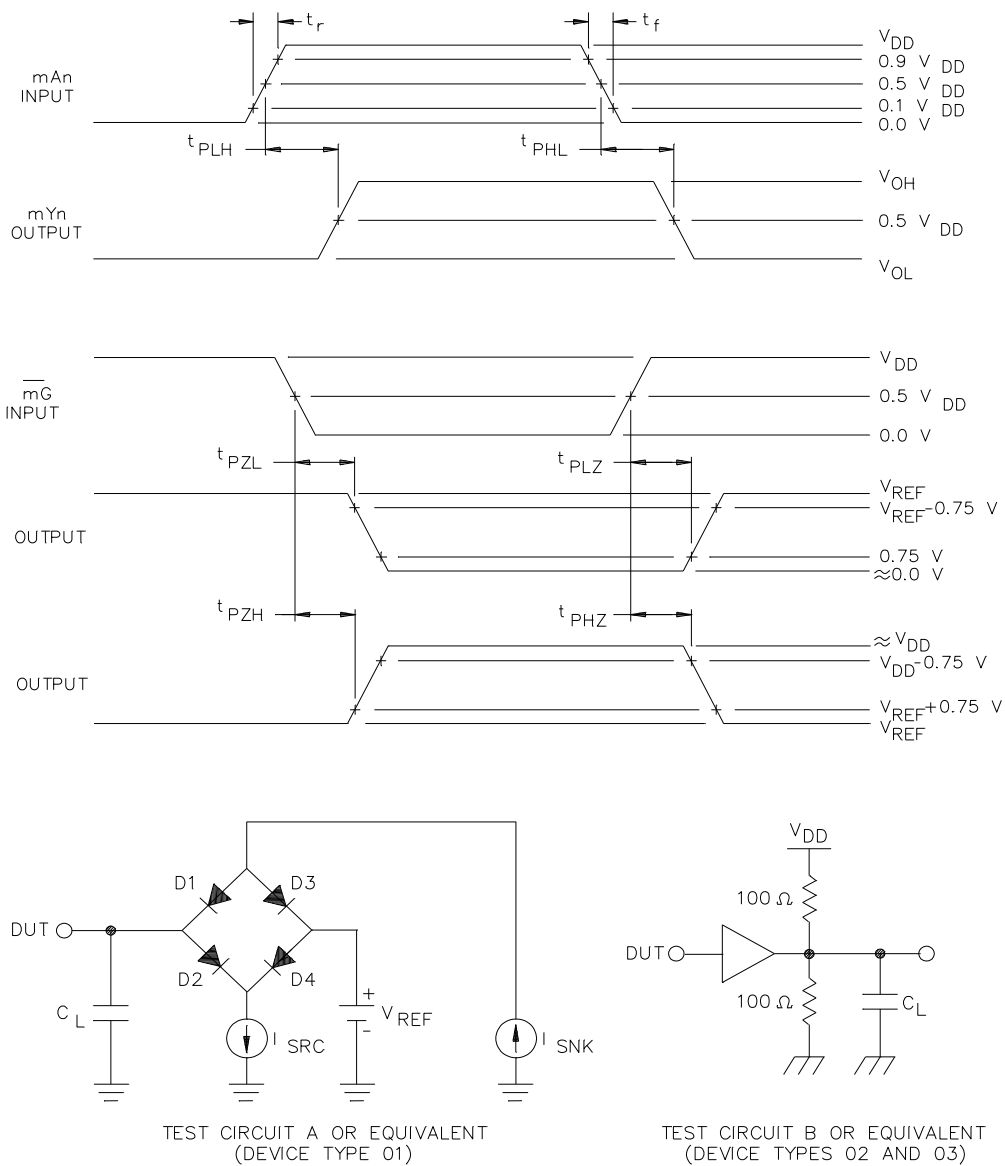 t r
t f
mAn
INPUT
V DD
0.9 V DD
0.5 V DD
0.1 V DD
0.0 V
t PLH
t PHL
mYn
OUTPUT
V OH
0.5 V DD
V OL
mG
INPUT
V DD
0.5 V DD
0.0 V
t PZL
t PLZ
OUTPUT
V REF
V REF -0.75 V
0.75 V
≈0.0 V
t PZH
t PHZ
OUTPUT
≈ V DD
V DD -0.75 V
V REF +0.75 V
V REF
D1
D3
DUT
D2
D4
C L
I SRC
+
-
V REF
I SNK
TEST CIRCUIT A OR EQUIVALENT
(DEVICE TYPE 01)
V DD
100 Ω
DUT
100 Ω
C L
TEST CIRCUIT B OR EQUIVALENT
(DEVICE TYPES 02 AND 03)